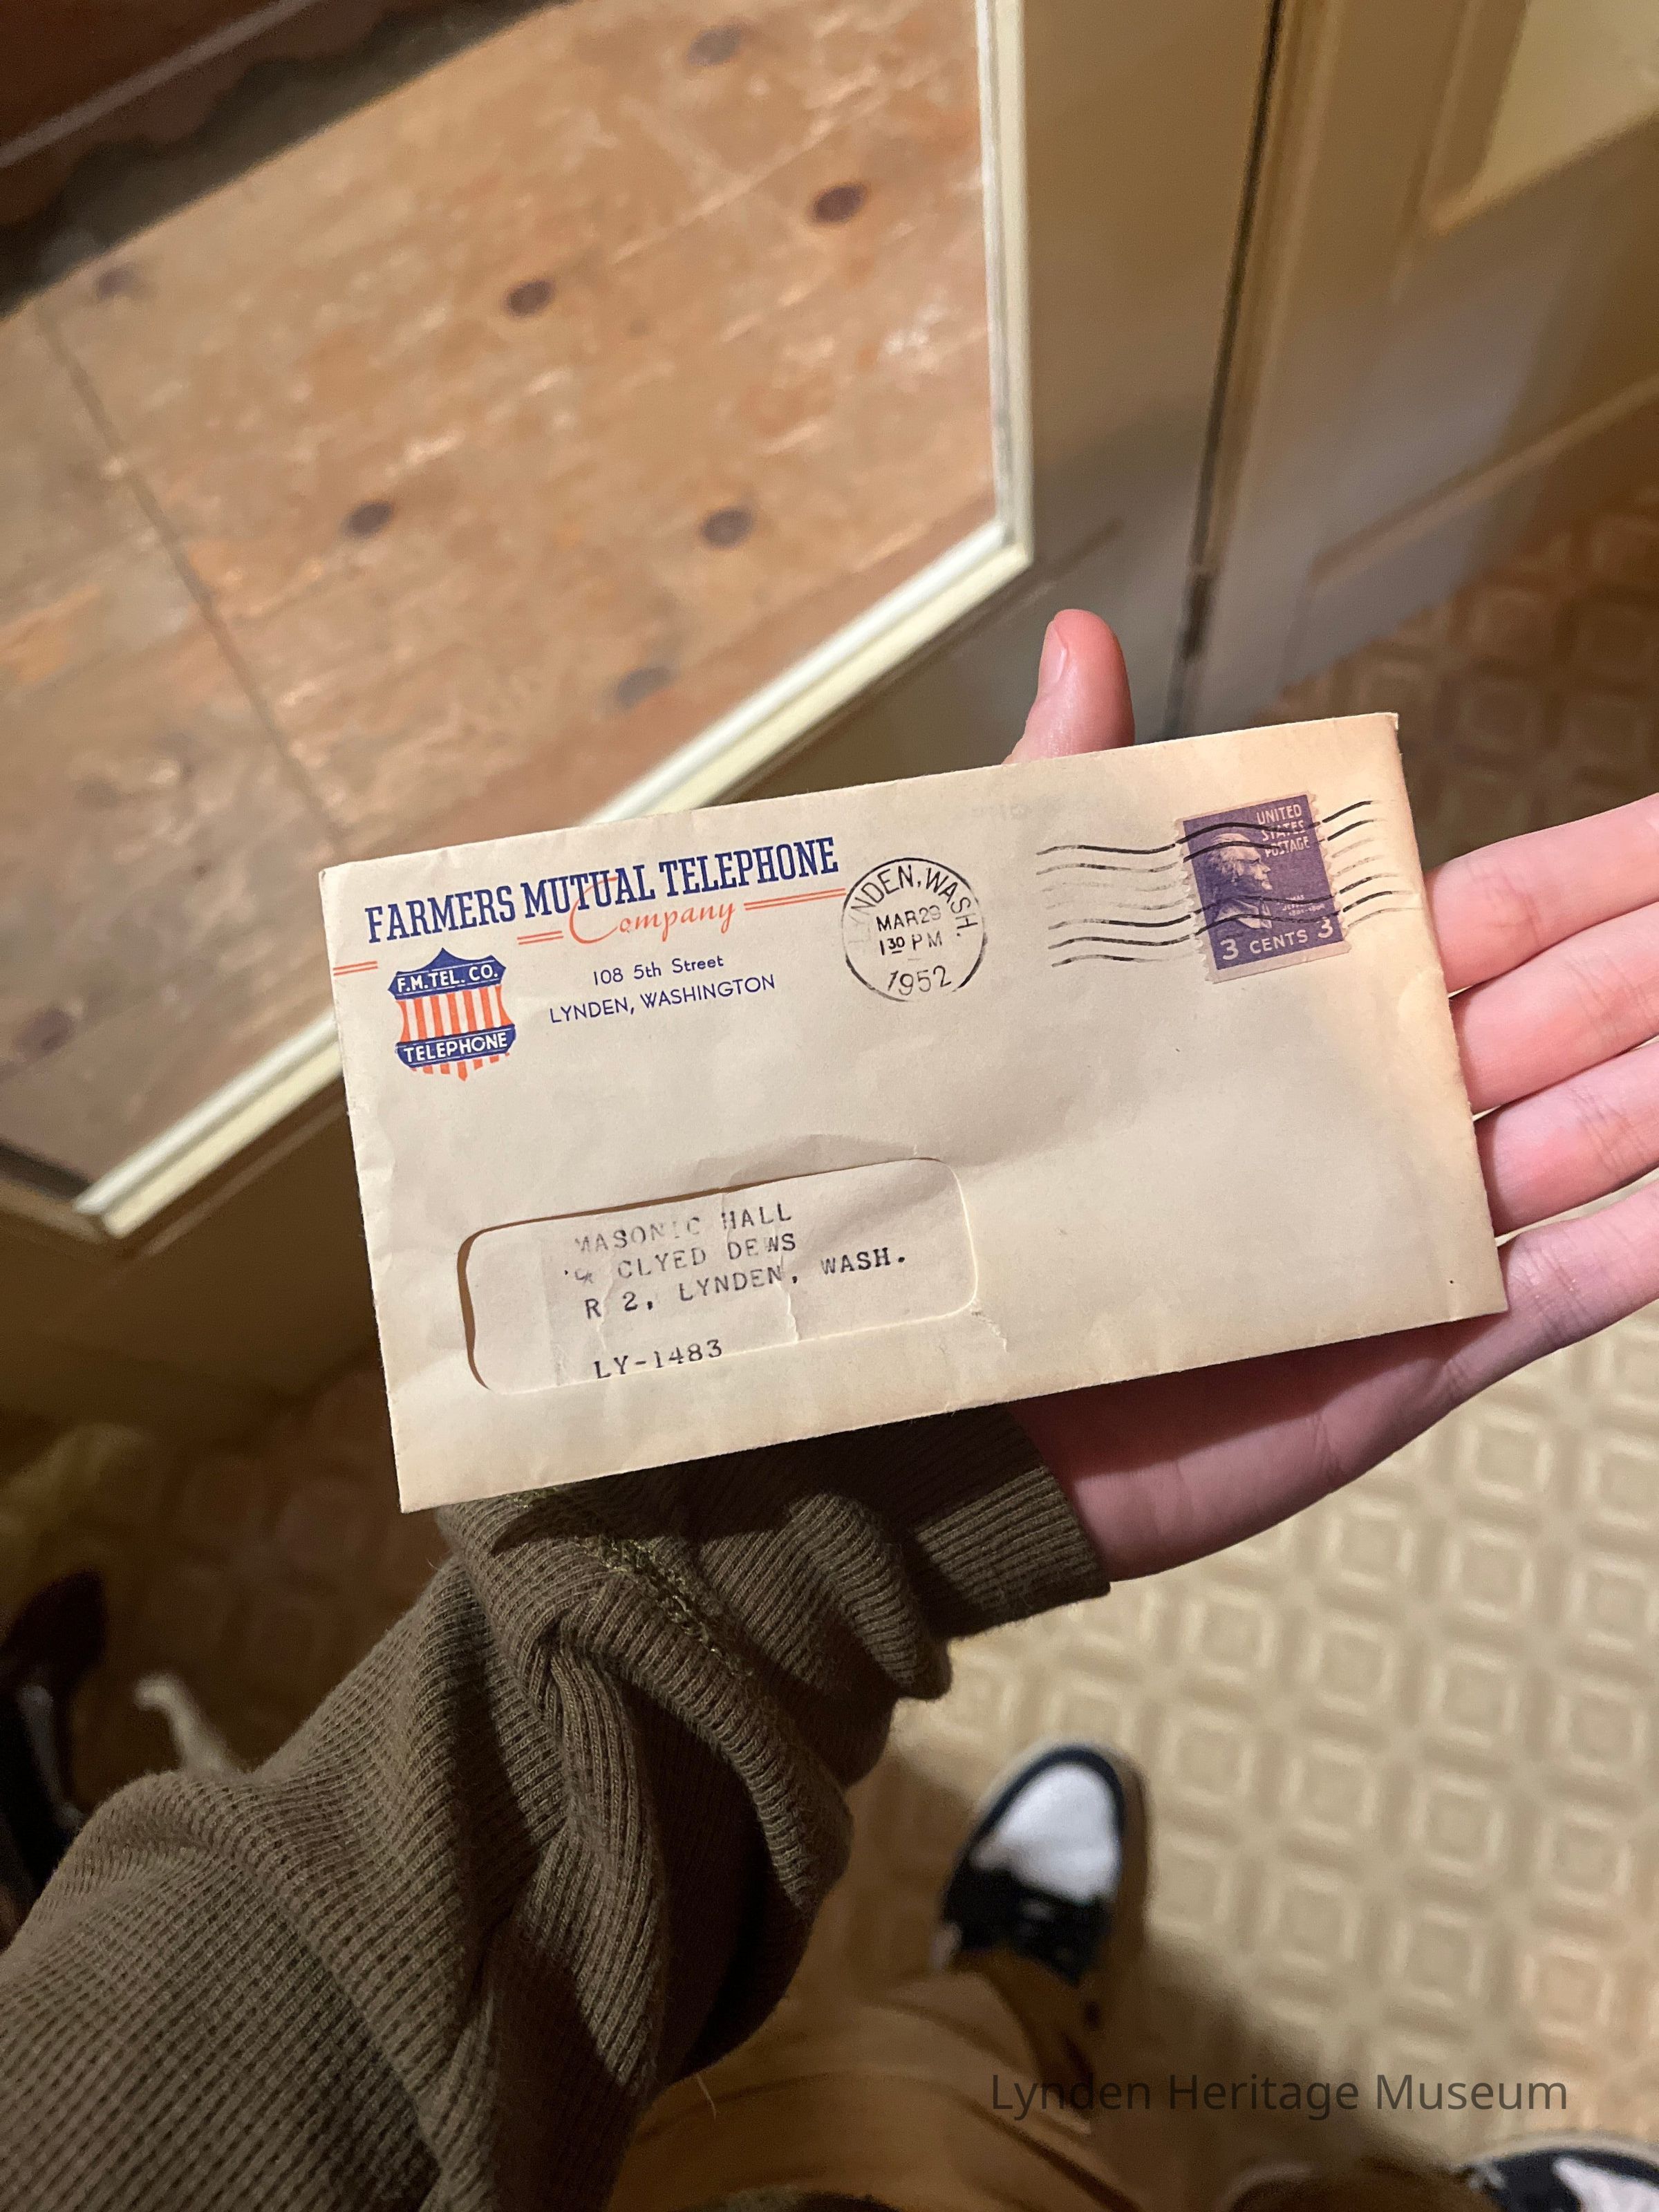 FARMERS MUTUAL TELEPHONE
Company
F.M. TEL. CO.
TELEPHONE
108 5th Street
LYNDEN, WASHINGTON
LYNDEN, WASH.
MAR 29
1 30 PM
1952
UNITED
STATES
POSTAGE
3 CENTS 3
MASONIC HALL
% CLYED DEWS
R 2, LYNDEN, WASH.
LY-1483
Lynden Heritage Museum